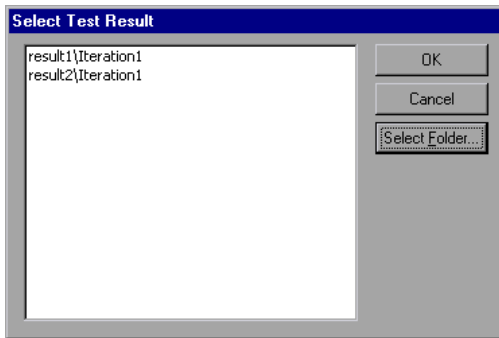 Select Test Result
result1\Iteration1
result2\Iteration1
OK
Cancel
Select Folder...